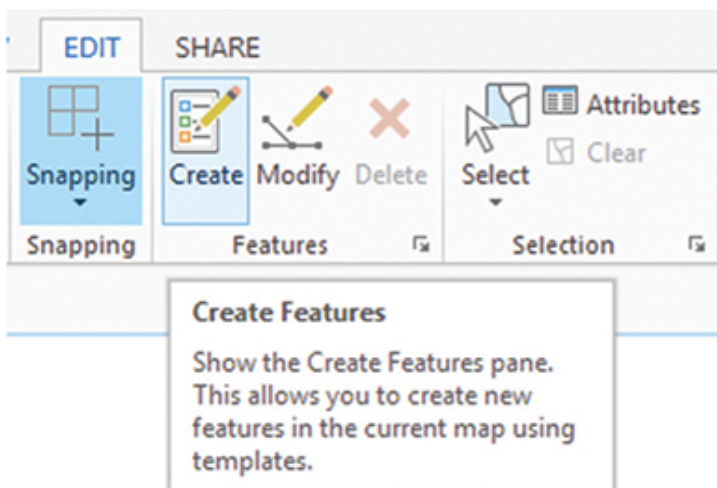 EDIT SHARE
Snapping
Create Modify Delete
Select
Attributes
Clear
Snapping Features Selection
Create Features
Show the Create Features pane.
This allows you to create new
features in the current map using
templates.